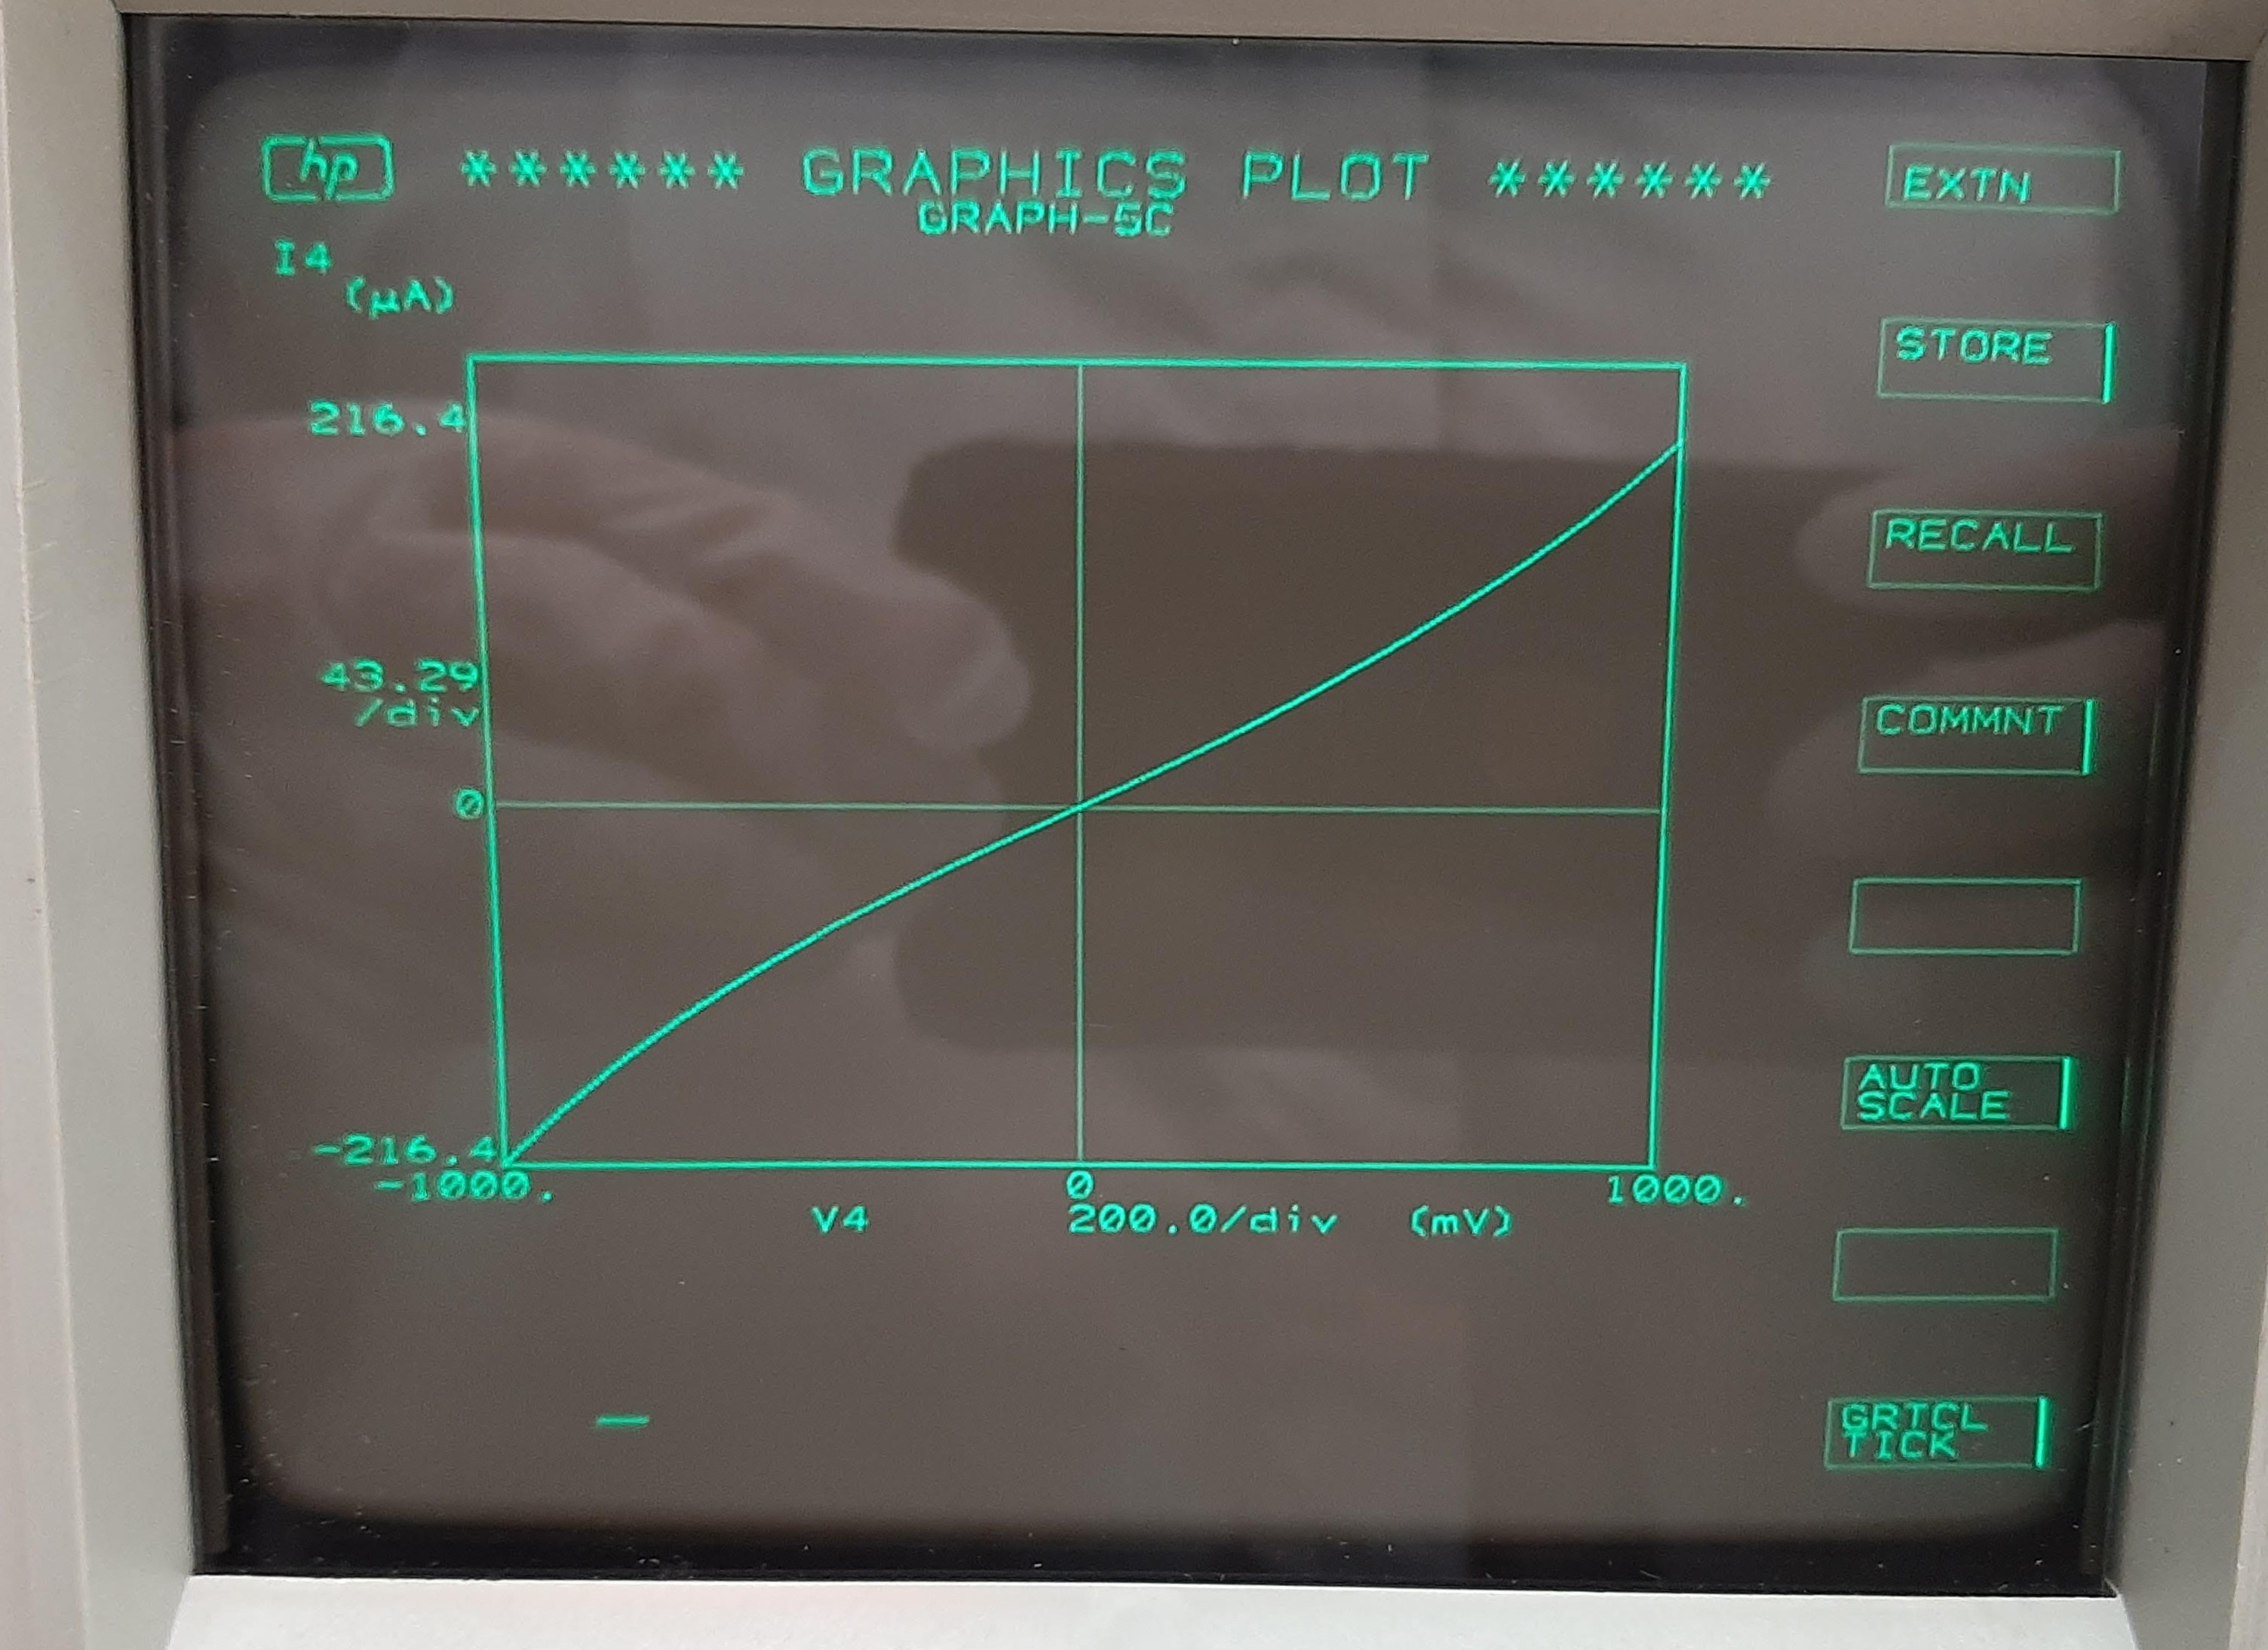 hp ****** GRAPHICS PLOT ****** EXTN
GRAPH-5C
I4
(µA)
STORE
216.4
RECALL
43.29
/div
COMMNT
0
AUTO
SCALE
-216.4
-1000. 0 1000.
V4 200.0/div (mV)
GRTCL
TICK